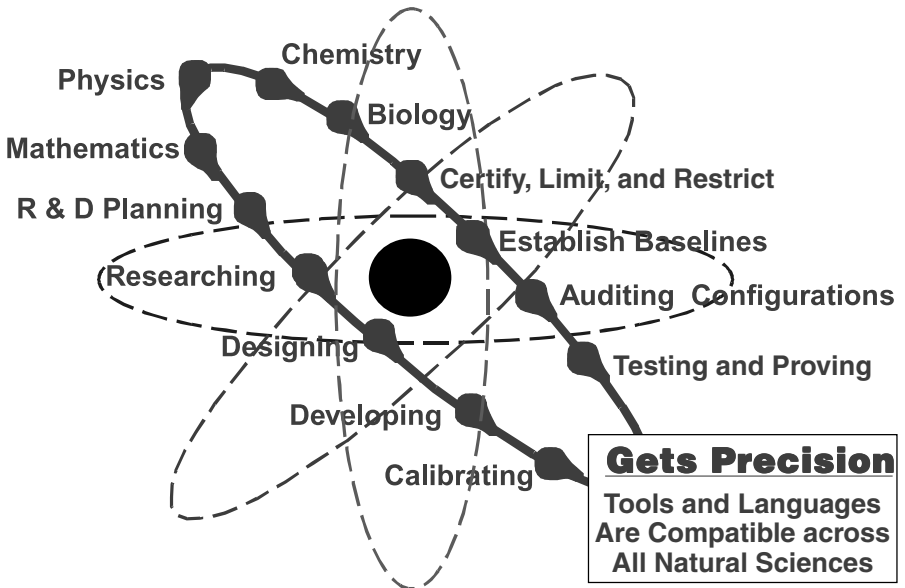 Chemistry
Physics
Biology
Mathematics
Certify, Limit, and Restrict
R & D Planning
Establish Baselines
Researching
Auditing Configurations
Designing
Testing and Proving
Developing
Calibrating
Gets Precision
Tools and Languages
Are Compatible across
All Natural Sciences